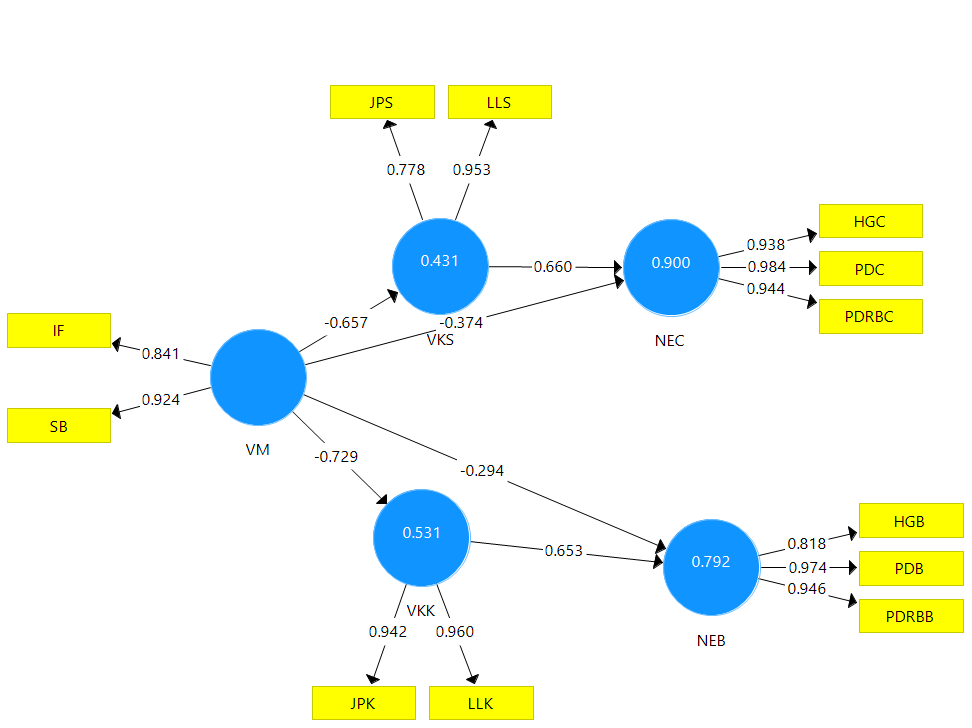 JPS LLS
0.778 0.953
HGC
0.938
0.431 0.660 0.900 0.984 PDC
0.944
PDRBC
-0.657 -0.374
VKS NEC
IF
0.841
0.924
SB
VM
-0.729
-0.294
HGB
0.818
0.531 0.653 0.792 0.974 PDB
0.946
PDRBB
VKK
0.942 0.960
NEB
JPK LLK